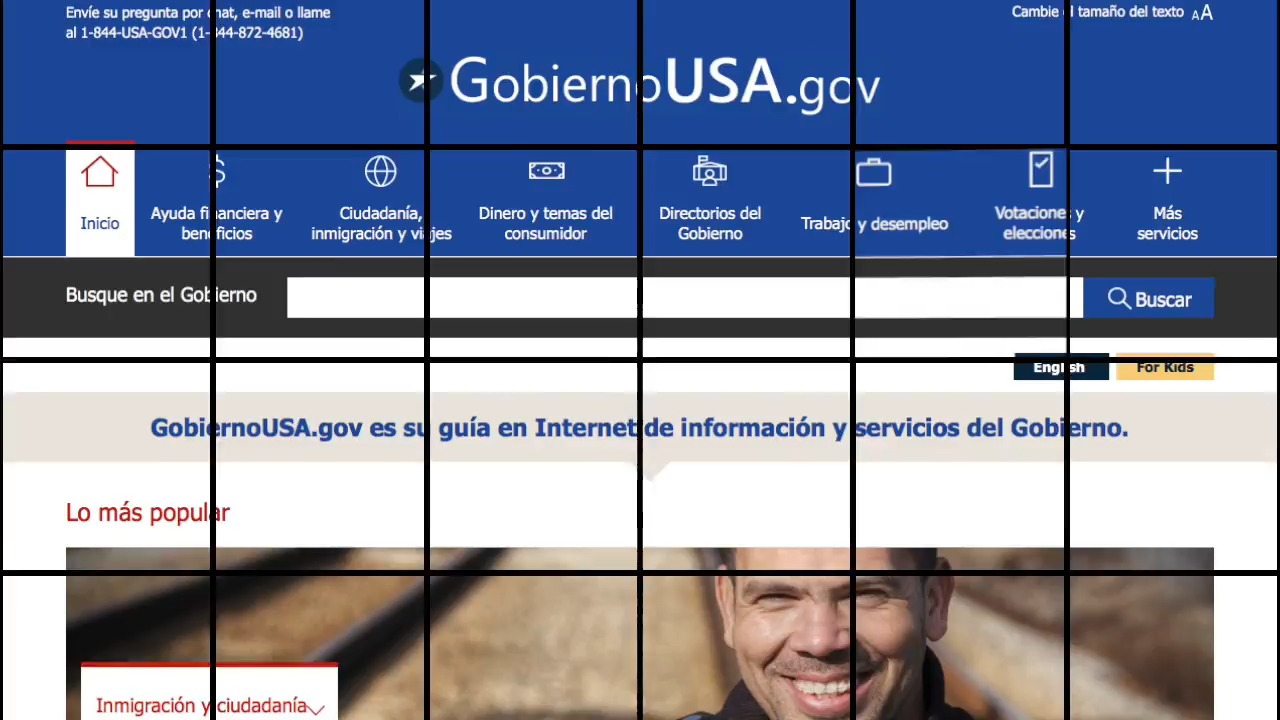 Envíe su pregunta por chat, e-mail o llame
al 1-844-USA-GOV1 (1-844-872-4681)
Cambie el tamaño del texto AA
GobiernoUSA.gov
Inicio
Ayuda financiera y
beneficios
Ciudadanía,
inmigración y viajes
Dinero y temas del
consumidor
Directorios del
Gobierno
Trabajo y desempleo
Votaciones y
elecciones
Más
servicios
Busque en el Gobierno
Buscar
English
For Kids
GobiernoUSA.gov es su guía en Internet de información y servicios del Gobierno.
Lo más popular
Inmigración y ciudadanía